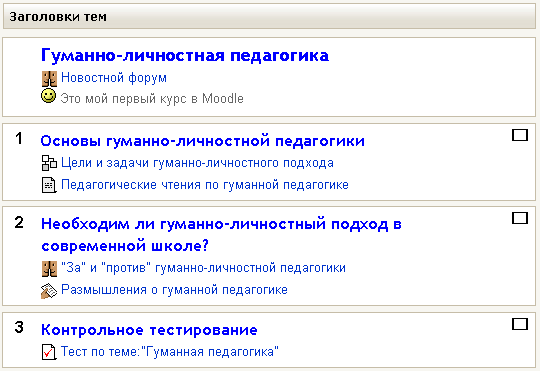 Заголовки тем
Гуманно-личностная педагогика
Новостной форум
Это мой первый курс в Moodle
1 Основы гуманно-личностной педагогики
Цели и задачи гуманно-личностного подхода
Педагогические чтения по гуманной педагогике
2 Необходим ли гуманно-личностный подход в
современной школе?
"За" и "против" гуманно-личностной педагогики
Размышления о гуманной педагогике
3 Контрольное тестирование
Тест по теме:"Гуманная педагогика"